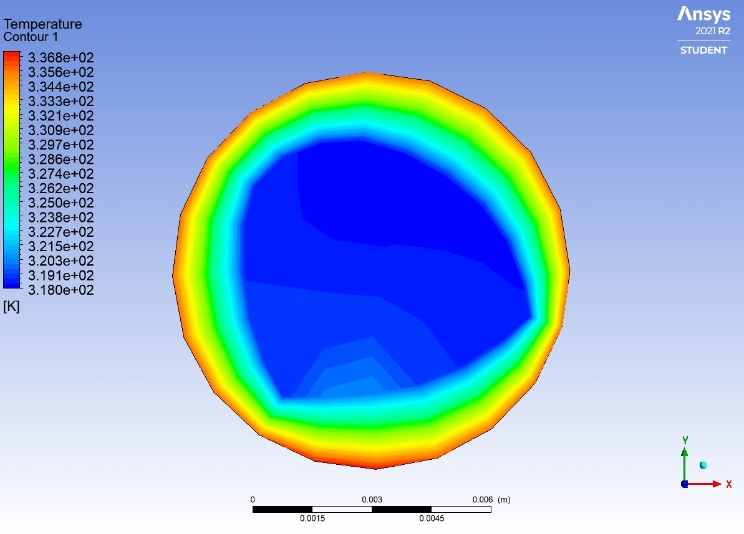 Temperature
Contour 1
3.368e+02
3.356e+02
3.344e+02
3.333e+02
3.321e+02
3.309e+02
3.297e+02
3.286e+02
3.274e+02
3.262e+02
3.250e+02
3.238e+02
3.227e+02
3.215e+02
3.203e+02
3.191e+02
3.180e+02
[K]
Ansys
2021 R2
STUDENT
Y
X
0 0.003 0.006 (m)
0.0015 0.0045